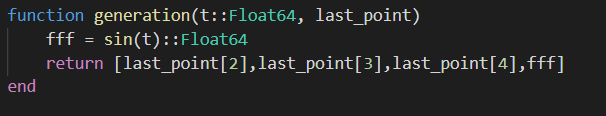 function generation(t::Float64, last_point)
    fff = sin(t)::Float64
    return [last_point[2],last_point[3],last_point[4],fff]
end